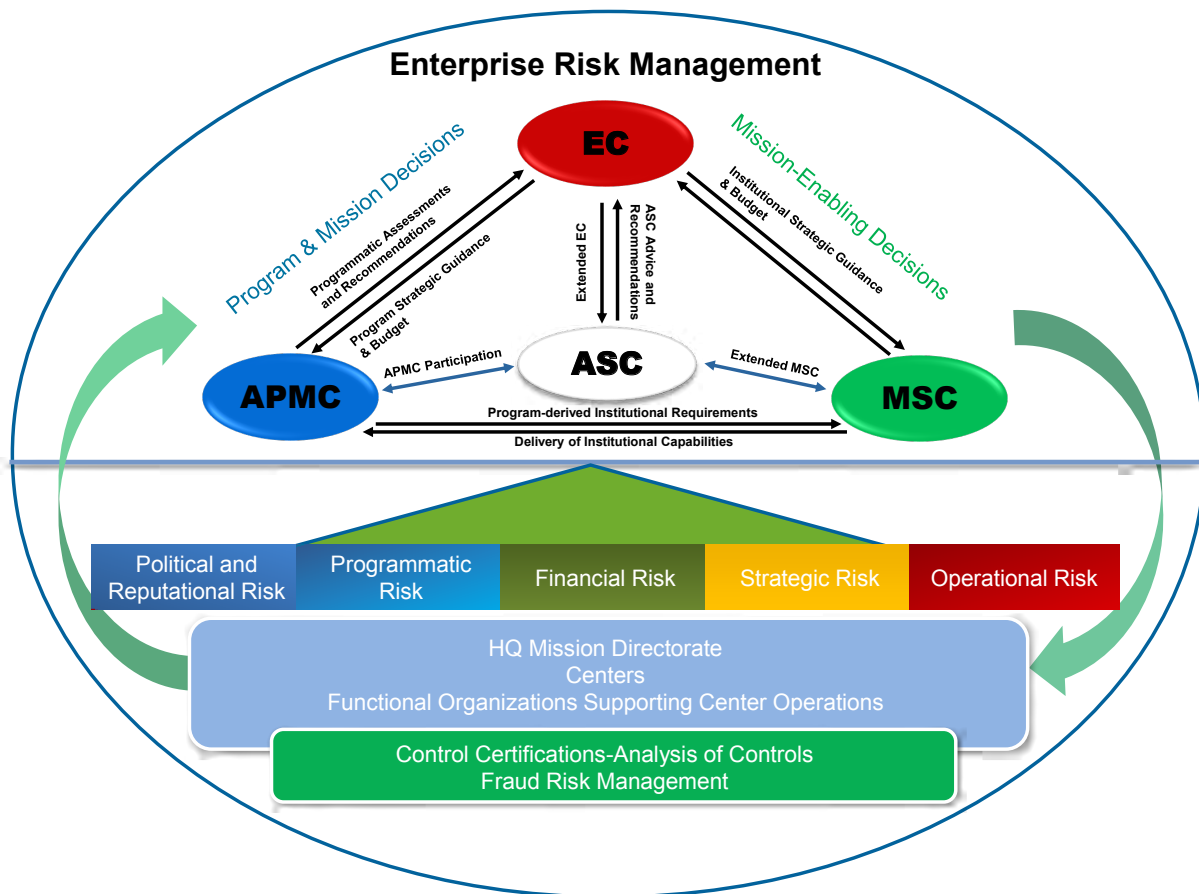 Enterprise Risk Management
EC
Program & Mission Decisions
Mission-Enabling Decisions
Programmatic Assessments
and Recommendations
Program Strategic Guidance
& Budget
Extended EC
ASC Advice and
Recommendations
Institutional Strategic Guidance
& Budget
APMC Participation
ASC
Extended MSC
APMC
MSC
Program-derived Institutional Requirements
Delivery of Institutional Capabilities
Political and
Reputational Risk
Programmatic
Risk
Financial Risk
Strategic Risk
Operational Risk
HQ Mission Directorate
Centers
Functional Organizations Supporting Center Operations
Control Certifications-Analysis of Controls
Fraud Risk Management